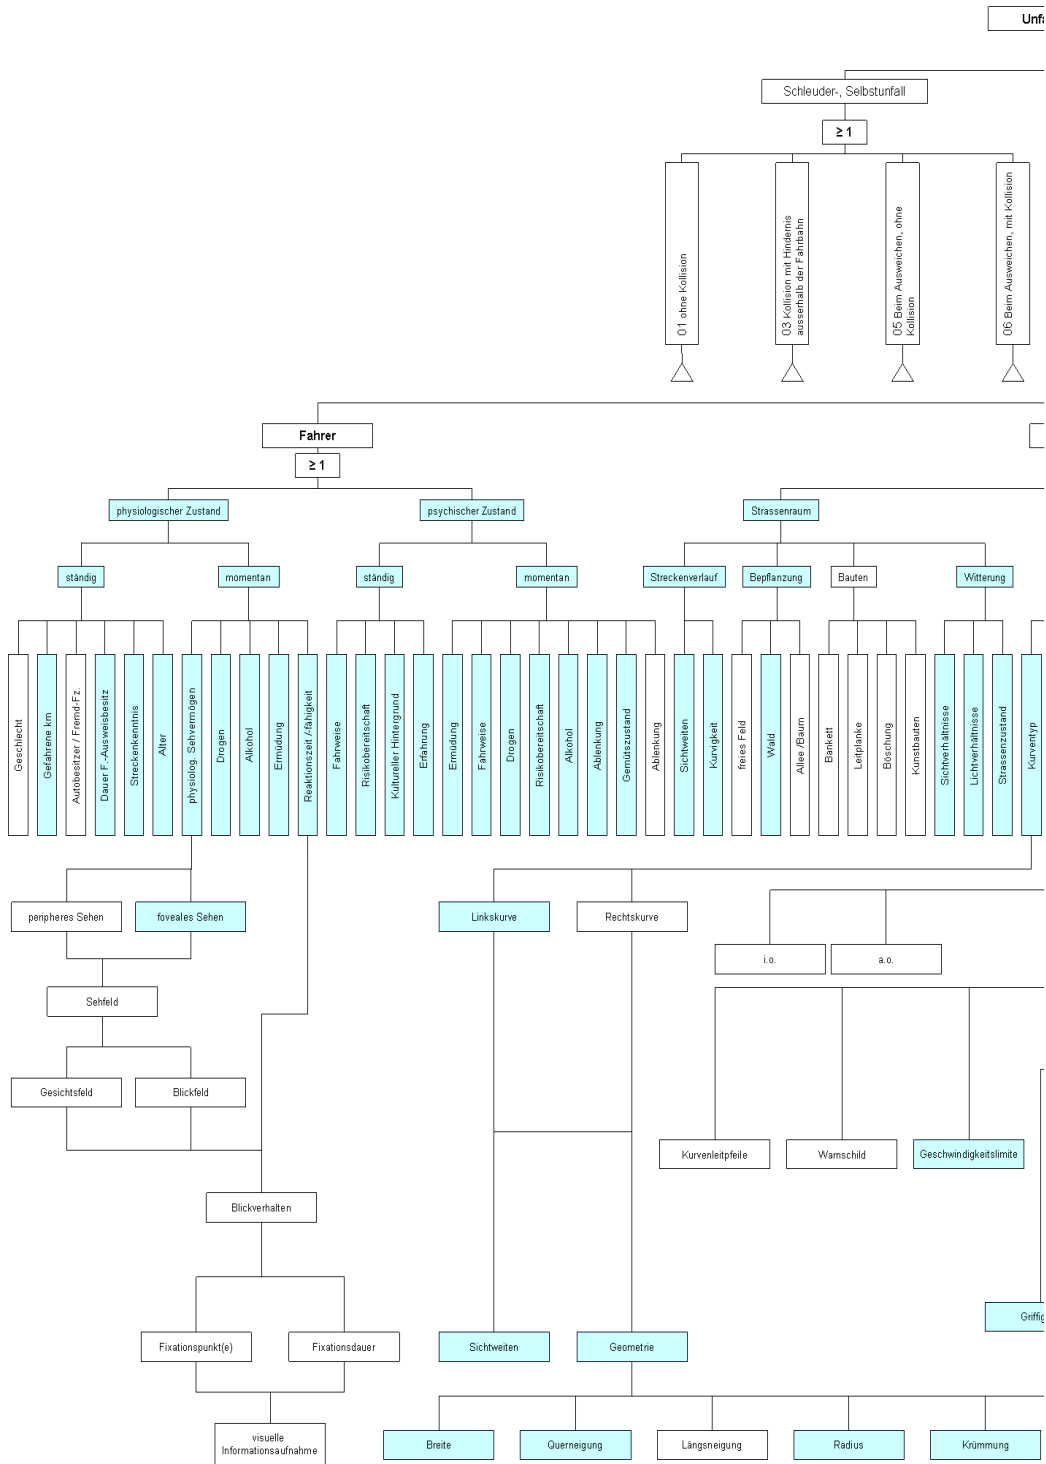 Unf
Schleuder-, Selbstunfall
≥ 1
01 ohne Kollision
03 Kollision mit Hindernis
ausserhalb der Fahrbahn
05 Beim Ausweichen, ohne
Kollision
06 Beim Ausweichen, mit Kollision
Fahrer
≥ 1
physiologischer Zustand
psychischer Zustand
Strassenraum
ständig
momentan
ständig
momentan
Streckenverlauf
Bepflanzung
Bauten
Witterung
Geschlecht
Gefahrene km
Autobesitzer / Fremd-Fz.
Dauer F.-Ausweisbesitz
Streckenkenntnis
Alter
physiolog. Sehvermögen
Drogen
Alkohol
Ermüdung
Reaktionszeit /-fähigkeit
Fahrweise
Risikobereitschaft
Kultureller Hintergrund
Erfahrung
Ermüdung
Fahrweise
Drogen
Risikobereitschaft
Alkohol
Ablenkung
Gemütszustand
Ablenkung
Sichtweiten
Kurvigkeit
freies Feld
Wald
Allee /Baum
Bankett
Leitplanke
Böschung
Kunstbauten
Sichtverhältnisse
Lichtverhältnisse
Strassenzustand
Kurventyp
peripheres Sehen
foveales Sehen
Linkskurve
Rechtskurve
i.o.
a.o.
Sehfeld
Gesichtsfeld
Blickfeld
Kurvenleitpfeile
Warnschild
Geschwindigkeitslimite
Blickverhalten
Griffig
Fixationspunkt(e)
Fixationsdauer
Sichtweiten
Geometrie
visuelle
Informationsaufnahme
Breite
Querneigung
Längsneigung
Radius
Krümmung